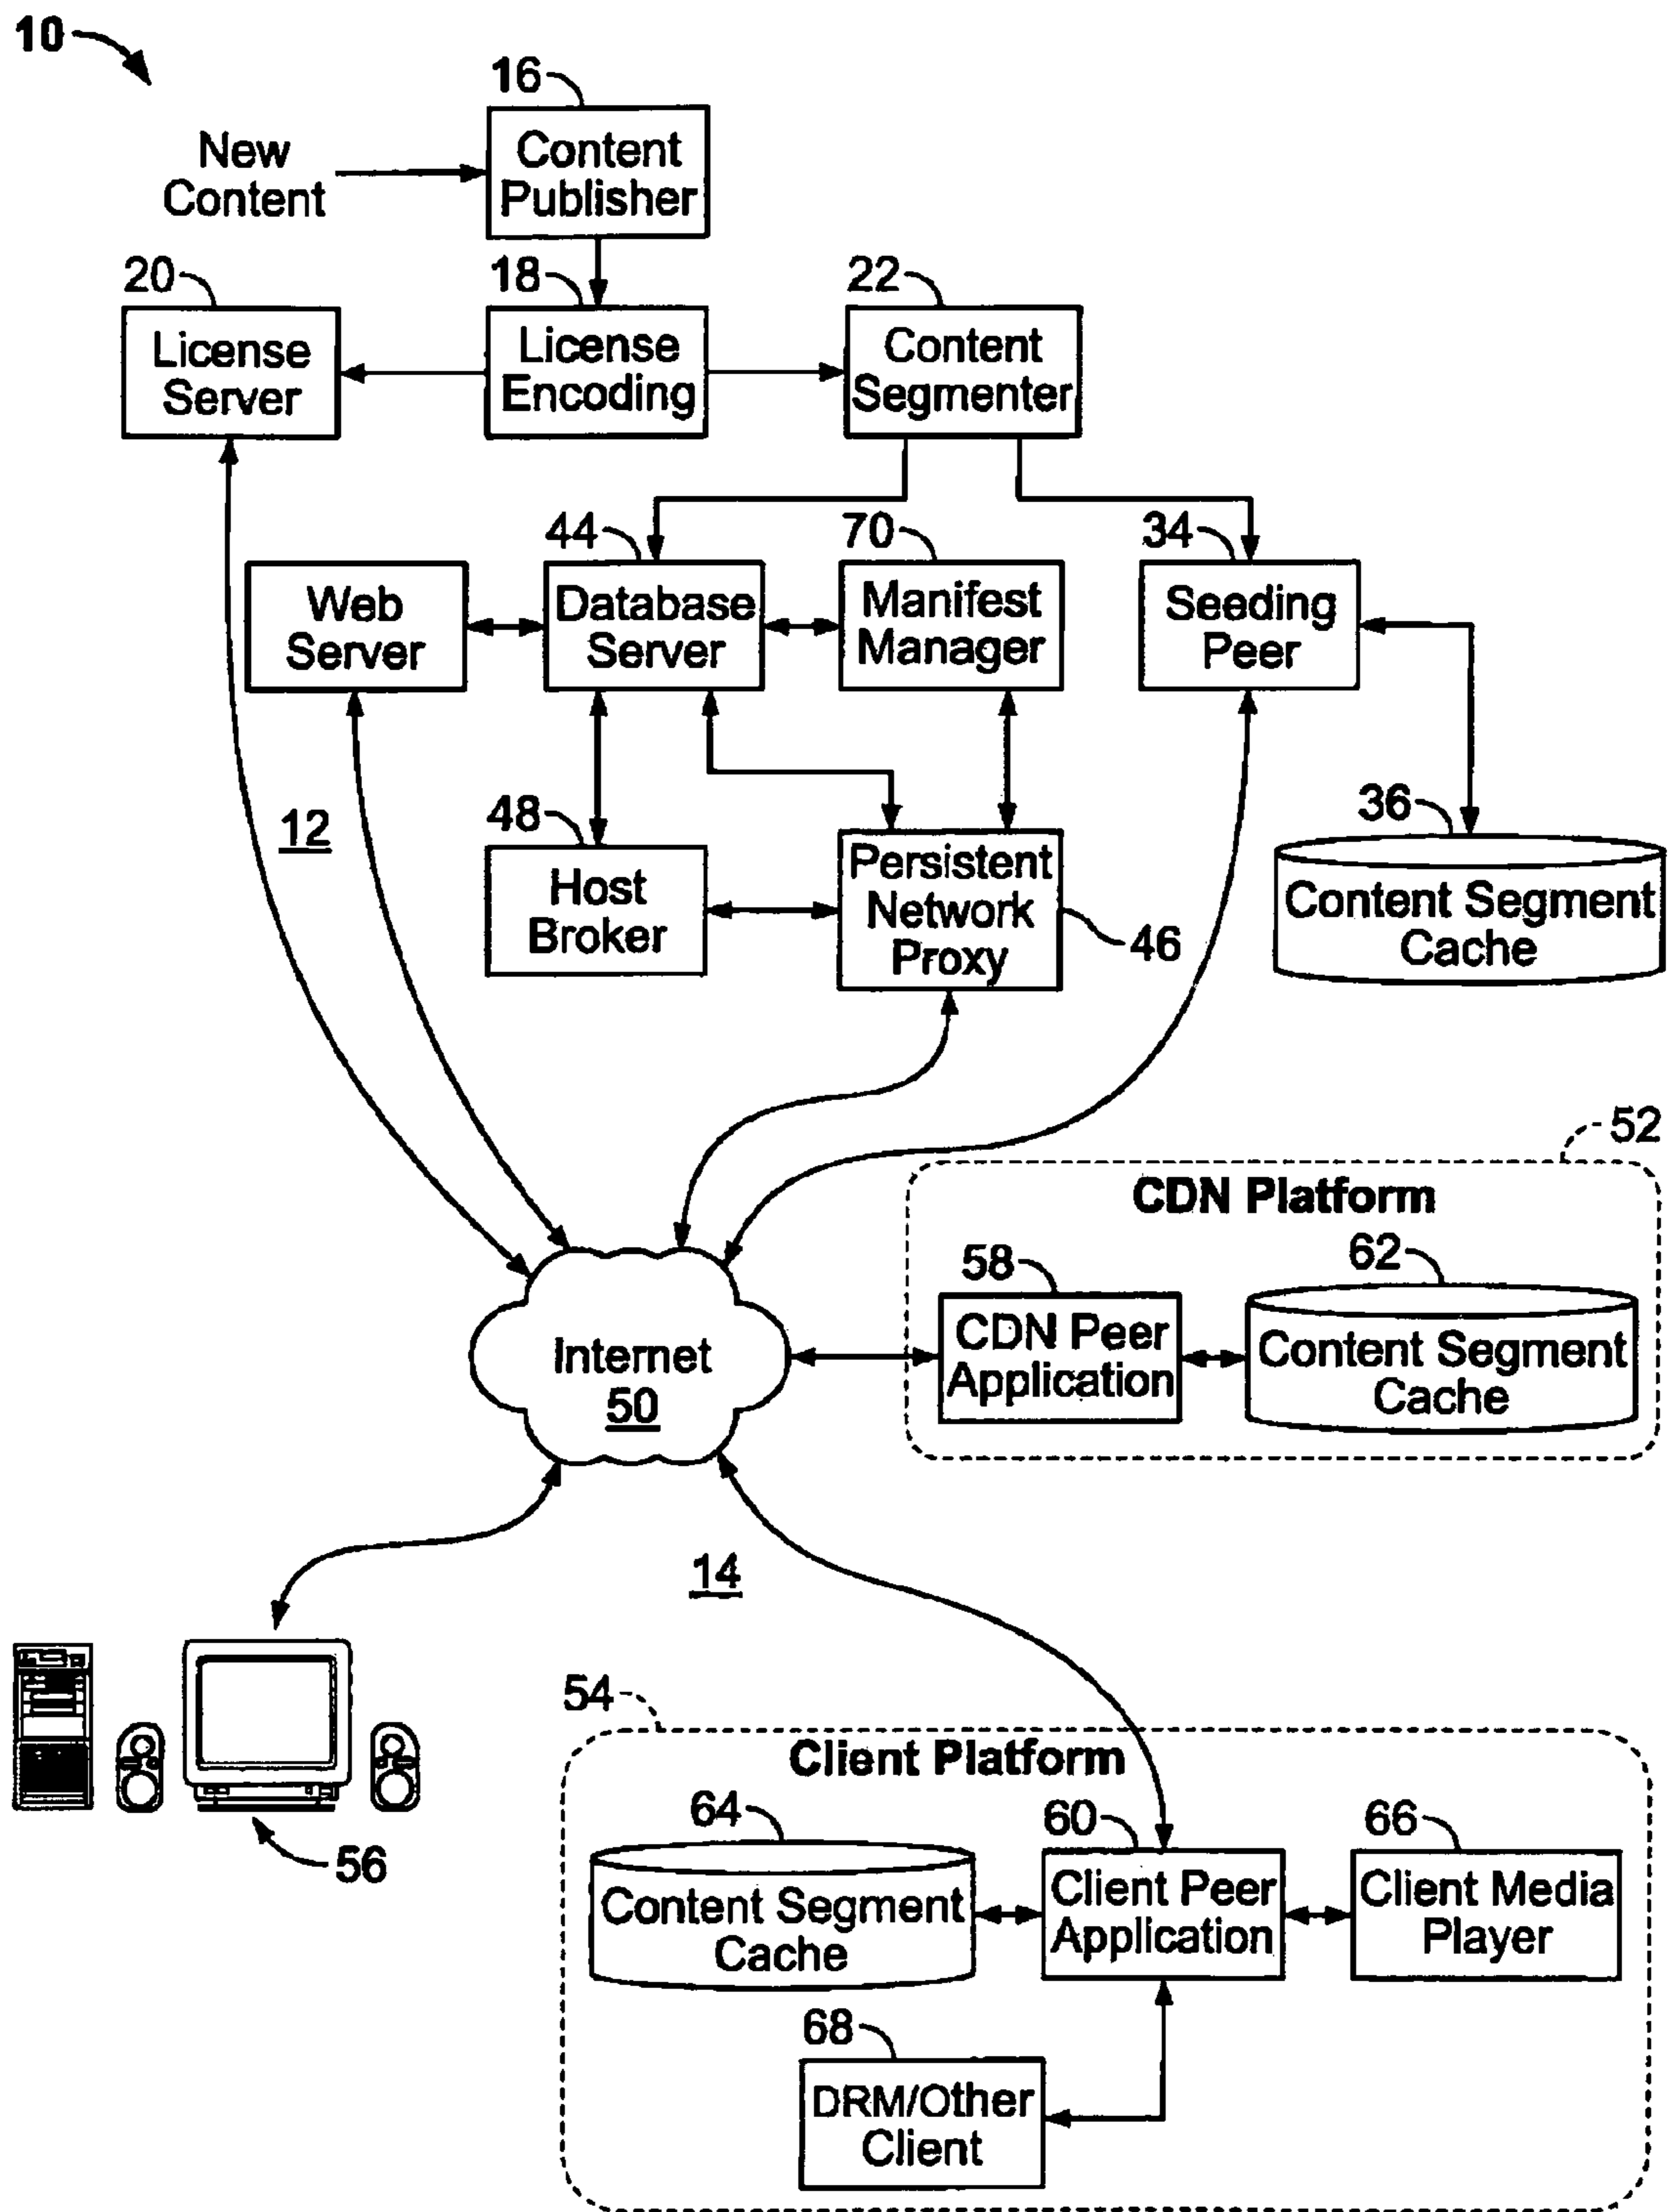 10
16
New
Content
Content
Publisher
20
18
22
License
Server
License
Encoding
Content
Segmenter
44
70
34
Web
Server
Database
Server
Manifest
Manager
Seeding
Peer
12
48
36
Host
Broker
Persistent
Network
Proxy
46
Content Segment
Cache
52
CDN Platform
58
62
Internet
50
CDN Peer
Application
Content Segment
Cache
14
54
Client Platform
56
64
60
66
Content Segment
Cache
Client Peer
Application
Client Media
Player
68
DRM/Other
Client